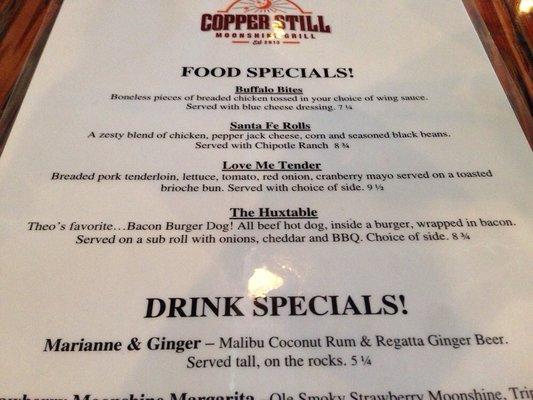 COPPER STILL
MOONSHINE GRILL
Est 2013
FOOD SPECIALS!
Buffalo Bites
Boneless pieces of breaded chicken tossed in your choice of wing sauce.
Served with blue cheese dressing. 7 ¼
Santa Fe Rolls
A zesty blend of chicken, pepper jack cheese, corn and seasoned black beans.
Served with Chipotle Ranch 8 ¾
Love Me Tender
Breaded pork tenderloin, lettuce, tomato, red onion, cranberry mayo served on a toasted
brioche bun. Served with choice of side. 9 ½
The Huxtable
Theo's favorite…Bacon Burger Dog! All beef hot dog, inside a burger, wrapped in bacon.
Served on a sub roll with onions, cheddar and BBQ. Choice of side. 8 ¾
DRINK SPECIALS!
Marianne & Ginger – Malibu Coconut Rum & Regatta Ginger Beer.
Served tall, on the rocks. 5 ¼
Moonshine Margarita - Ole Smoky Strawberry Moonshine,